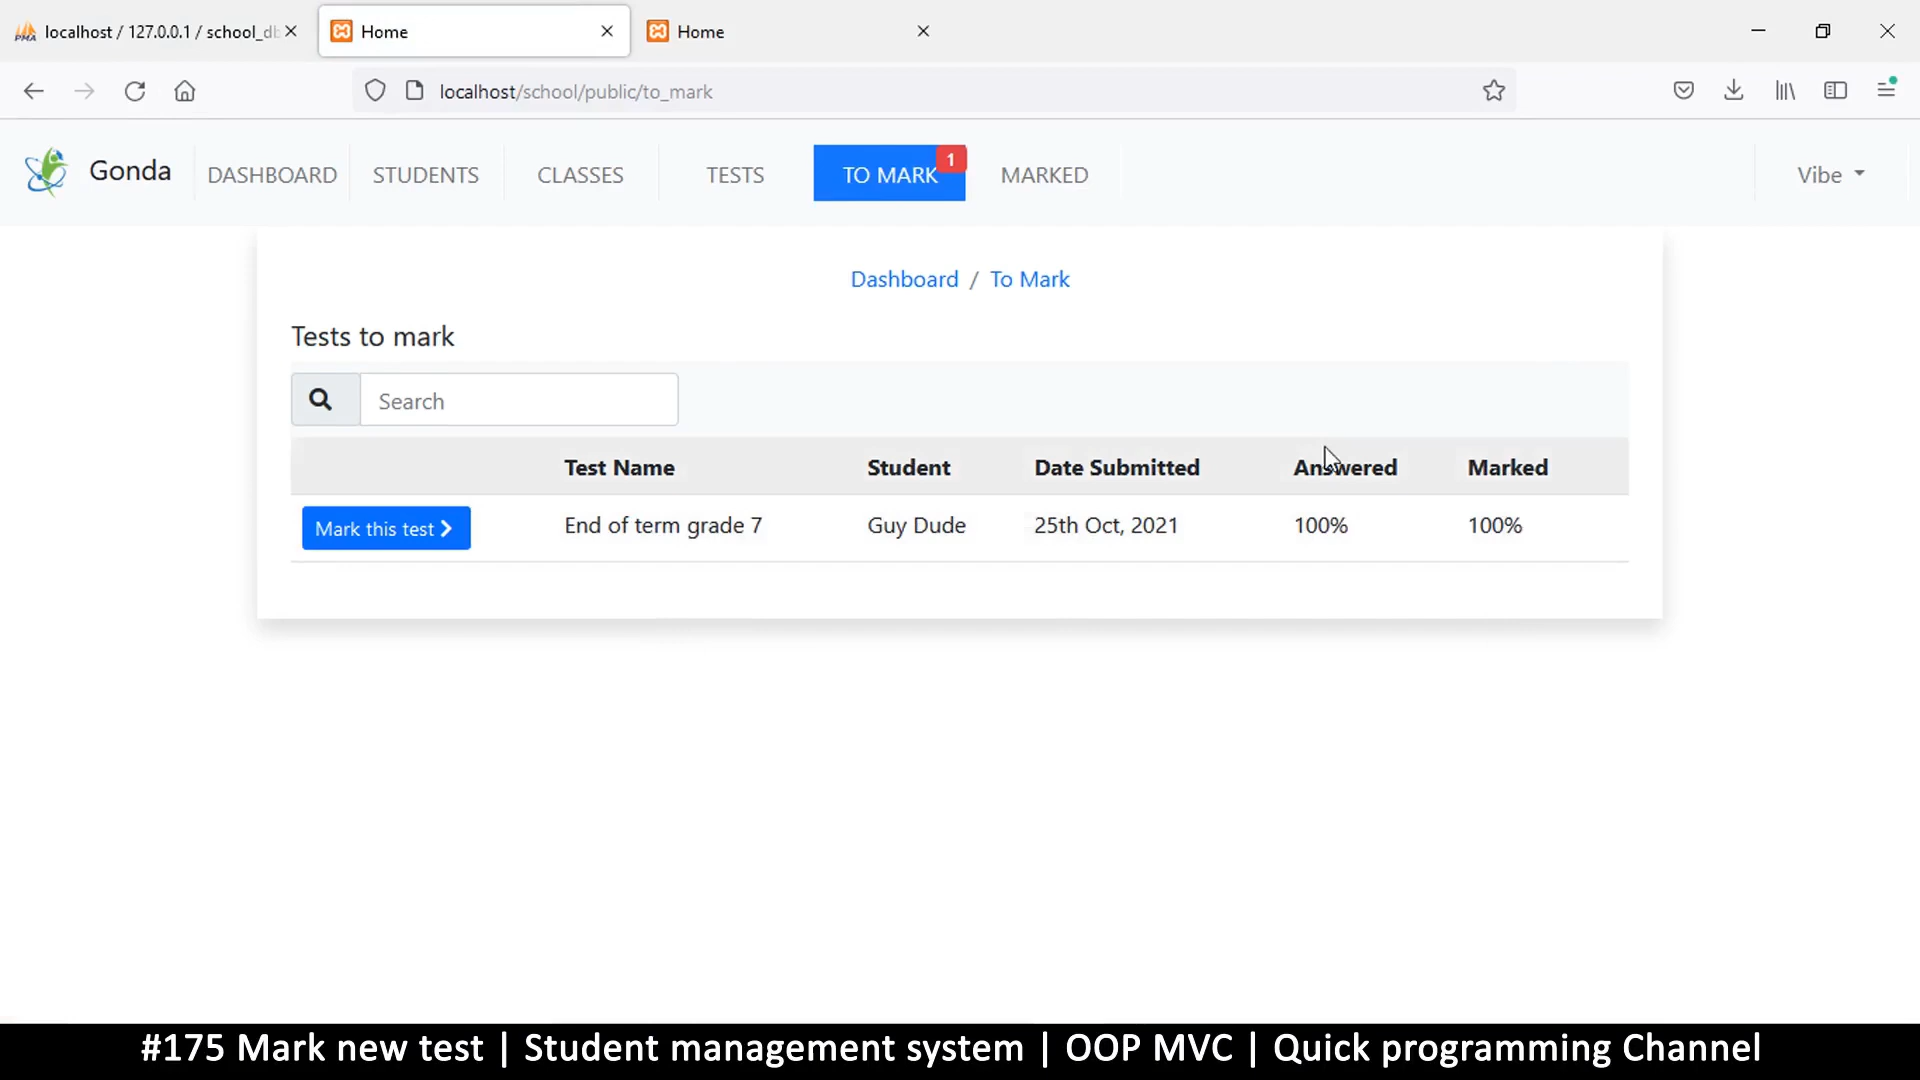 localhost / 127.0.0.1 / school_db
Home
Home
localhost/school/public/to_mark
Gonda
DASHBOARD
STUDENTS
CLASSES
TESTS
TO MARK
1
MARKED
Vibe
Dashboard / To Mark
Tests to mark
Search
Test Name Student Date Submitted Answered Marked
Mark this test End of term grade 7 Guy Dude 25th Oct, 2021 100% 100%
#175 Mark new test | Student management system | OOP MVC | Quick programming Channel